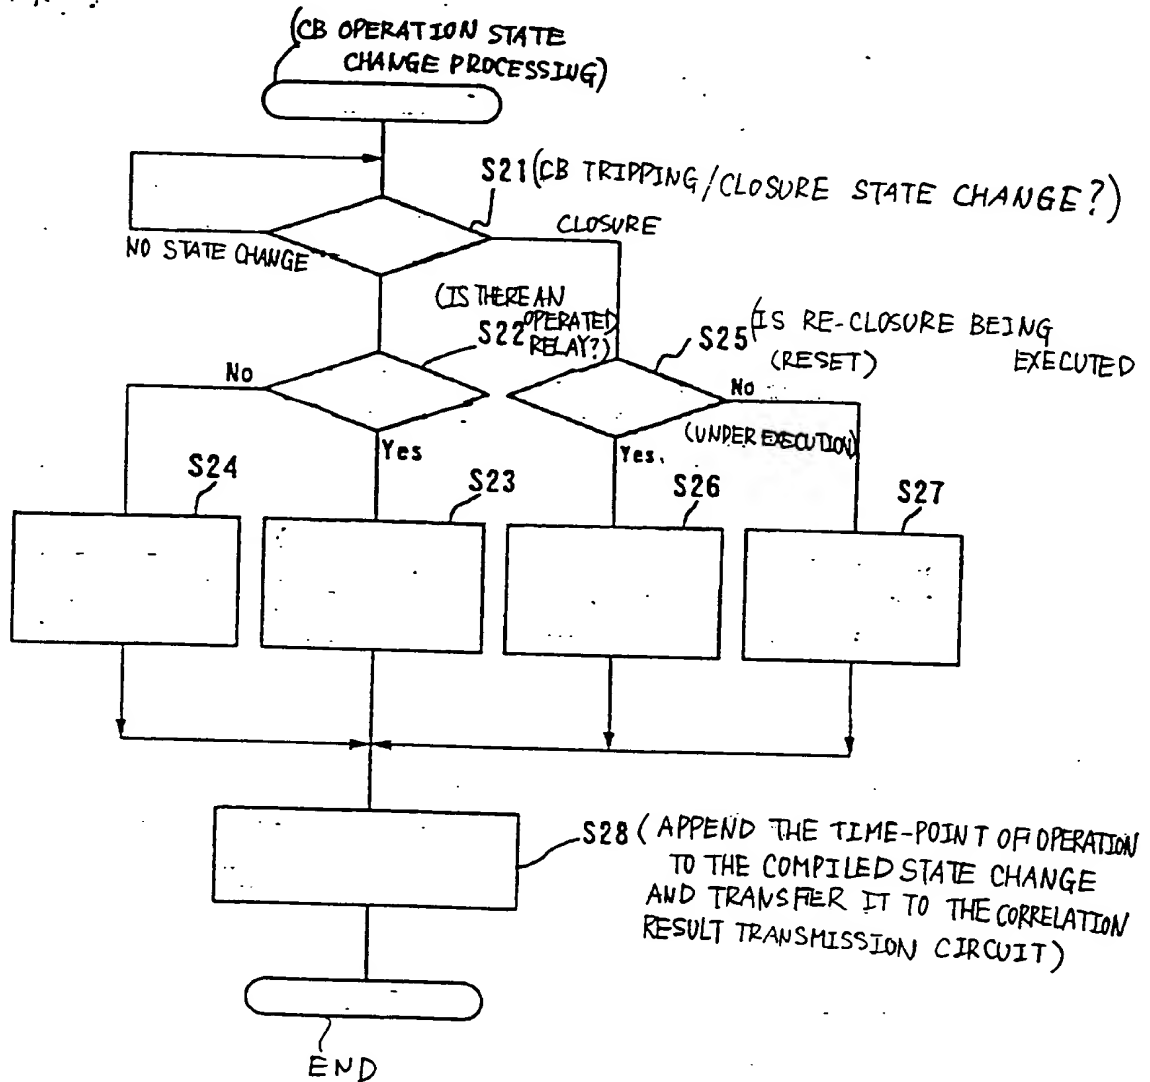 (CB OPERATION STATE
CHANGE PROCESSING)
S21 (CB TRIPPING/CLOSURE STATE CHANGE?)
CLOSURE
NO STATE CHANGE
(IS THERE AN
S22 OPERATED
RELAY?)
S25 (IS RE-CLOSURE BEING
(RESET) EXECUTED
No
No
(UNDER EXECUTION)
Yes
Yes.
S24
S23
S26
S27
S28 (APPEND THE TIME-POINT OF OPERATION
TO THE COMPILED STATE CHANGE
AND TRANSFER IT TO THE CORRELATION
RESULT TRANSMISSION CIRCUIT)
END